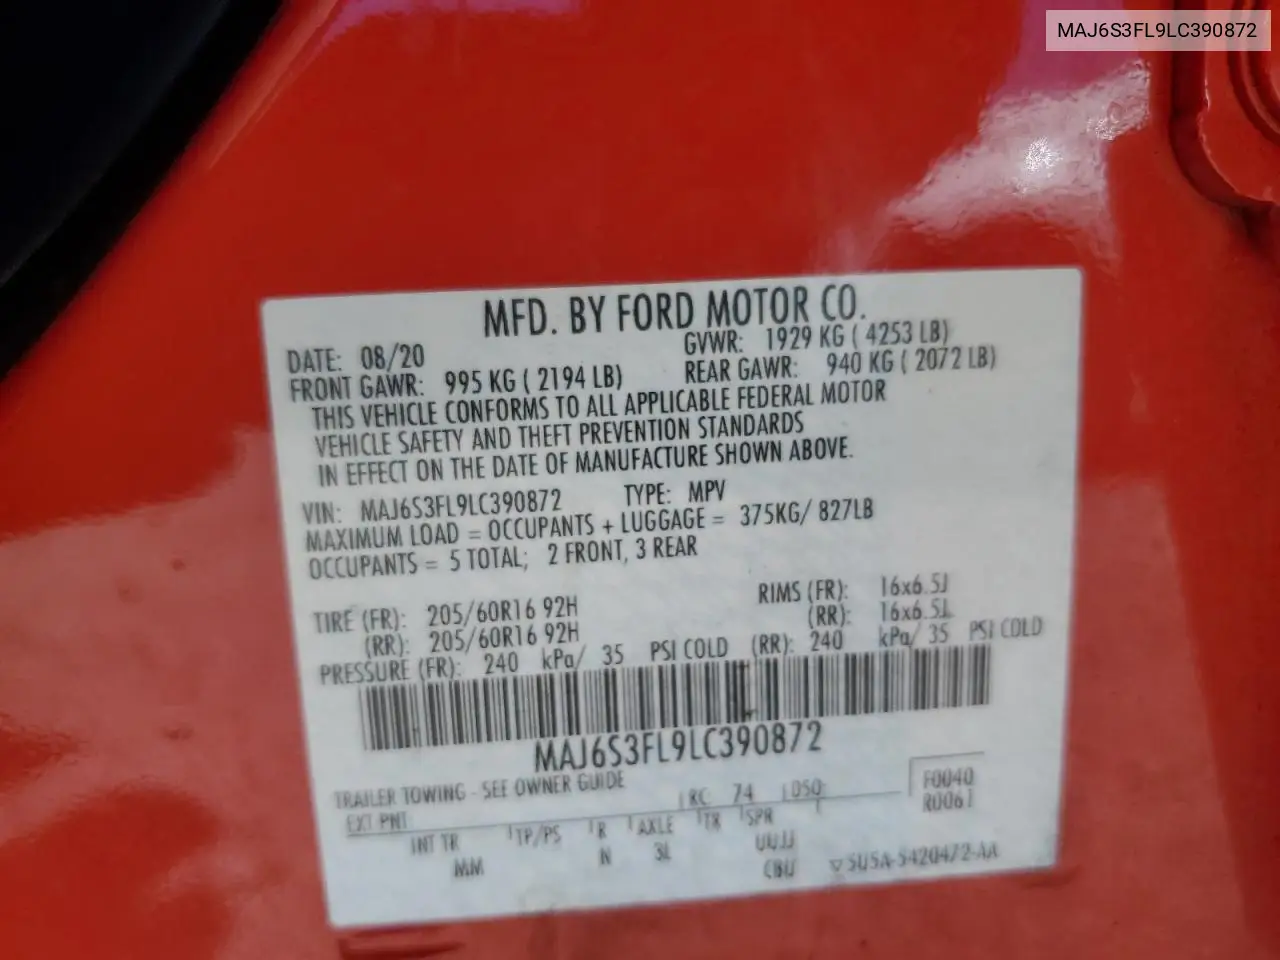 MAJ6S3FL9LC390872
MFD. BY FORD MOTOR CO.
DATE: 08/20 GVWR: 1929 KG ( 4253 LB)
FRONT GAWR: 995 KG ( 2194 LB) REAR GAWR: 940 KG ( 2072 LB)
THIS VEHICLE CONFORMS TO ALL APPLICABLE FEDERAL MOTOR
VEHICLE SAFETY AND THEFT PREVENTION STANDARDS
IN EFFECT ON THE DATE OF MANUFACTURE SHOWN ABOVE.
VIN: MAJ6S3FL9LC390872 TYPE: MPV
MAXIMUM LOAD = OCCUPANTS + LUGGAGE = 375KG/ 827LB
OCCUPANTS = 5 TOTAL; 2 FRONT, 3 REAR
TIRE (FR): 205/60R16 92H RIMS (FR): 16x6.5J
(RR): 205/60R16 92H (RR): 16x6.5J
PRESSURE (FR): 240 kPa/ 35 PSI COLD (RR): 240 kPa/ 35 PSI COLD
MAJ6S3FL9LC390872
TRAILER TOWING - SEE OWNER GUIDE
RC: 74 DSO: F0040
EXT PNT R0061
INT TR TP/PS R AXLE TR SPR
MM N 3L UUJJ
CBU